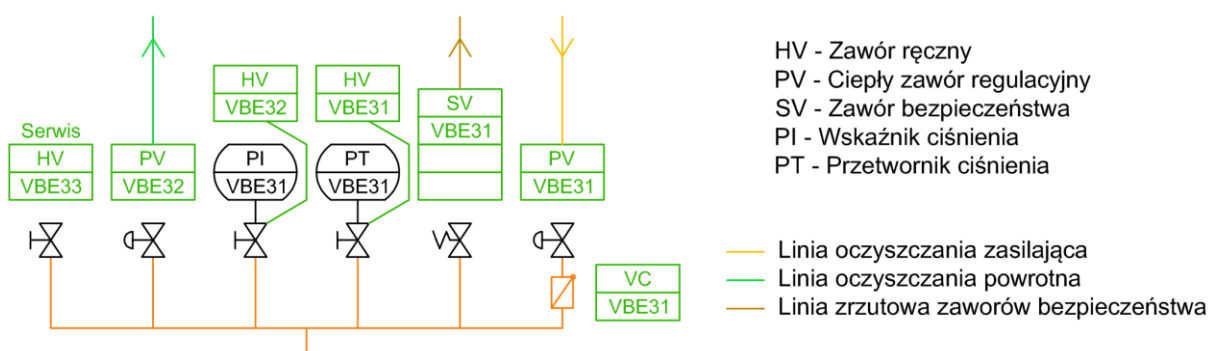 HV
VBE32
HV
VBE31
SV
VBE31
Serwis
HV
VBE33
PV
VBE32
PI
VBE31
PT
VBE31
PV
VBE31
VC
VBE31
HV - Zawór ręczny
PV - Ciepły zawór regulacyjny
SV - Zawór bezpieczeństwa
PI - Wskaźnik ciśnienia
PT - Przetwornik ciśnienia
Linia oczyszczania zasilająca
Linia oczyszczania powrotna
Linia zrzutowa zaworów bezpieczeństwa